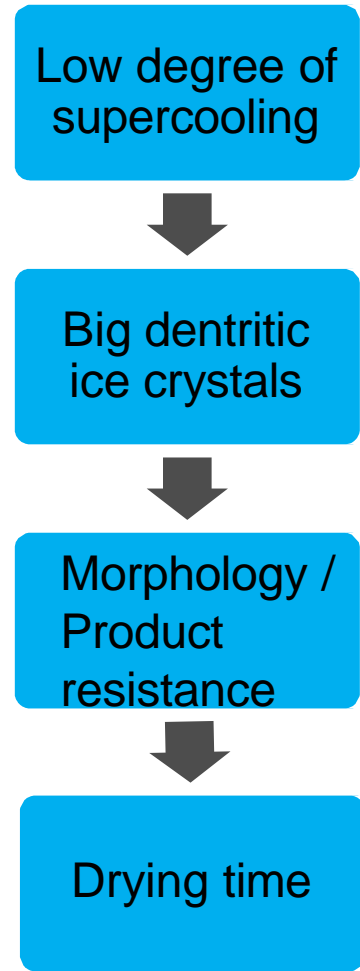 Low degree of
supercooling
Big dentritic
ice crystals
Morphology /
Product
resistance
Drying time